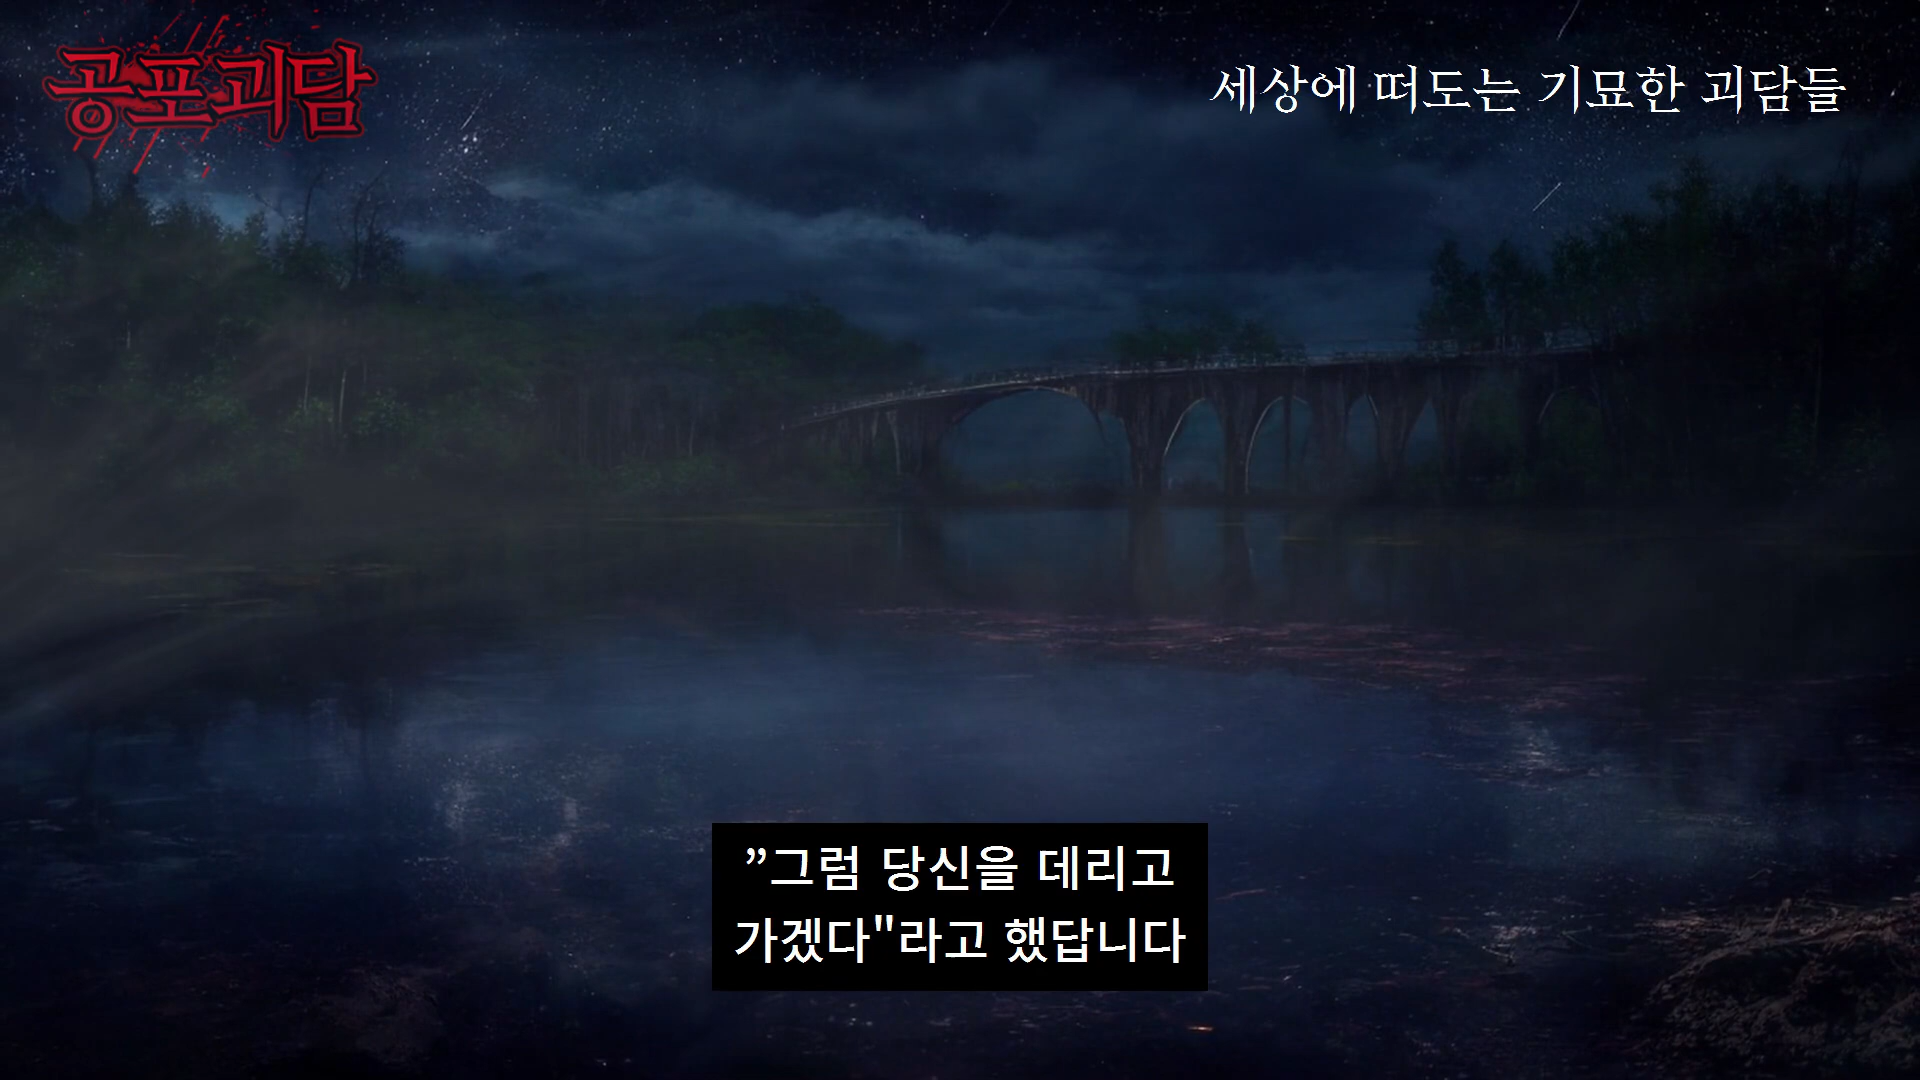 공포괴담
세상에 떠도는 기묘한 괴담들
”그럼 당신을 데리고
가겠다"라고 했답니다